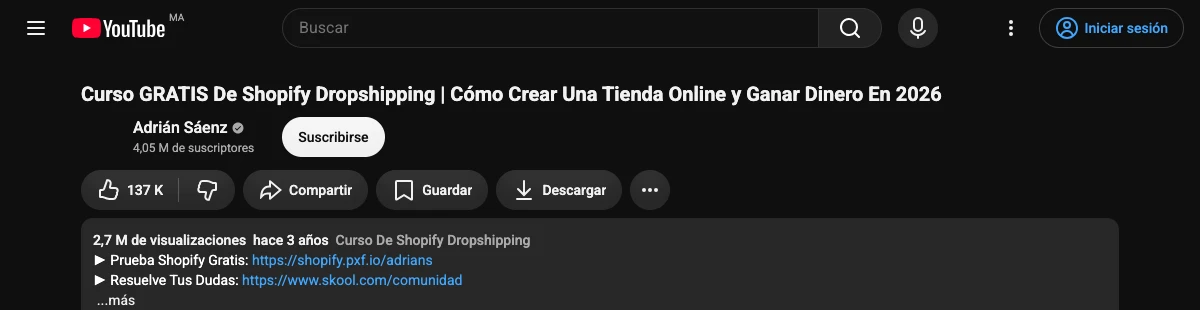 YouTube MA
Buscar
Iniciar sesión
Curso GRATIS De Shopify Dropshipping | Cómo Crear Una Tienda Online y Ganar Dinero En 2026
Adrián Sáenz
4,05 M de suscriptores
Suscribirse
137 K
Compartir
Guardar
Descargar
2,7 M de visualizaciones hace 3 años Curso De Shopify Dropshipping
► Prueba Shopify Gratis: https://shopify.pxf.io/adrians
► Resuelve Tus Dudas: https://www.skool.com/comunidad
...más